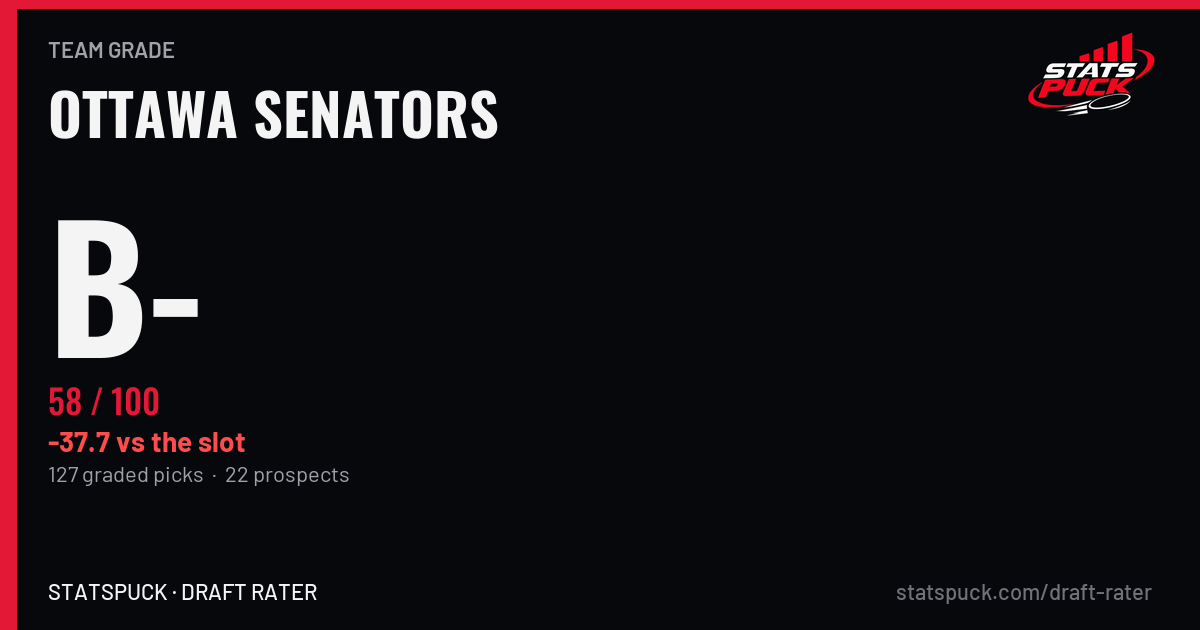 TEAM GRADE
STATS
PUCK
OTTAWA SENATORS
B-
58 / 100
-37.7 vs the slot
127 graded picks · 22 prospects
STATSPUCK · DRAFT RATER
statspuck.com/draft-rater